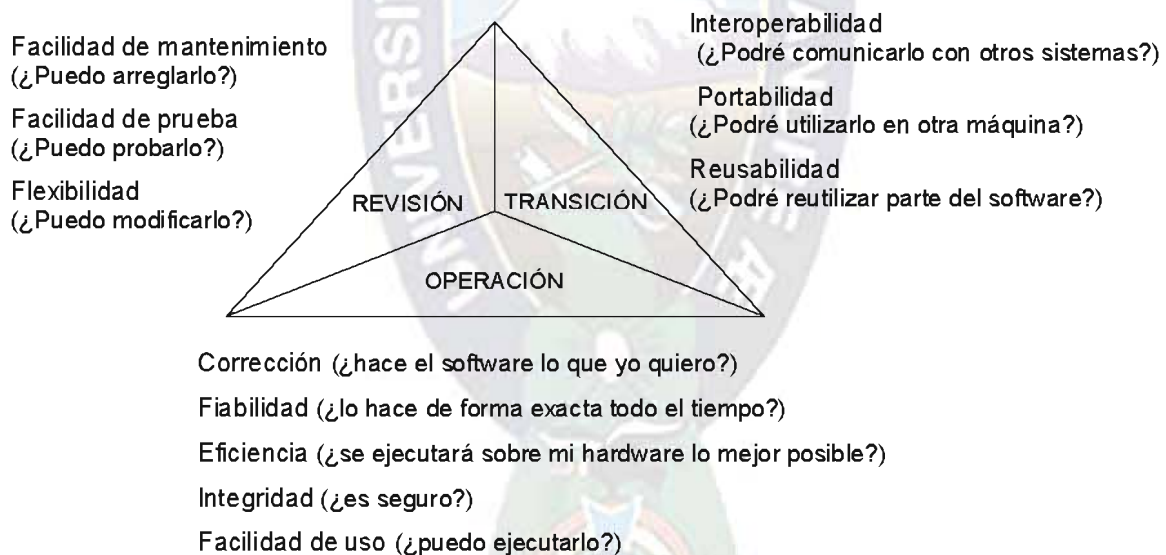 Facilidad de mantenimiento
(¿Puedo arreglarlo?)
Facilidad de prueba
(¿Puedo probarlo?)
Flexibilidad
(¿Puedo modificarlo?)
Interoperabilidad
(¿Podré comunicarlo con otros sistemas?)
Portabilidad
(¿Podré utilizarlo en otra máquina?)
Reusabilidad
(¿Podré reutilizar parte del software?)
REVISIÓN
TRANSICIÓN
OPERACIÓN
Corrección (¿hace el software lo que yo quiero?)
Fiabilidad (¿lo hace de forma exacta todo el tiempo?)
Eficiencia (¿se ejecutará sobre mi hardware lo mejor posible?)
Integridad (¿es seguro?)
Facilidad de uso (¿puedo ejecutarlo?)